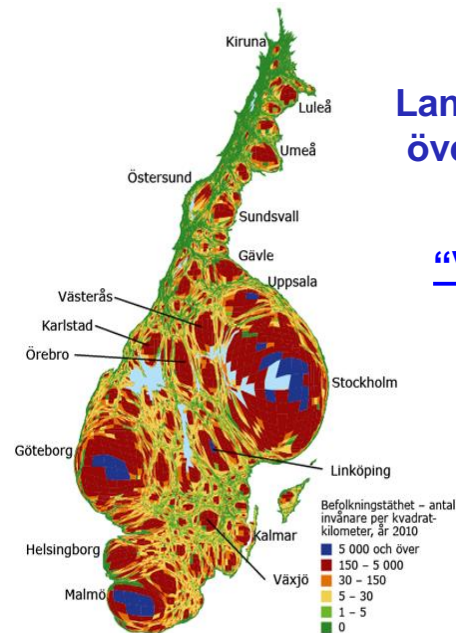 Kiruna
Luleå
Umeå
Östersund
Sundsvall
Gävle
Uppsala
Västerås
Karlstad
Örebro
Stockholm
Göteborg
Linköping
Kalmar
Helsingborg
Växjö
Malmö
Befolkningstäthet – antal
invånare per kvadrat-
kilometer, år 2010
5 000 och över
150 – 5 000
30 – 150
5 – 30
1 – 5
0